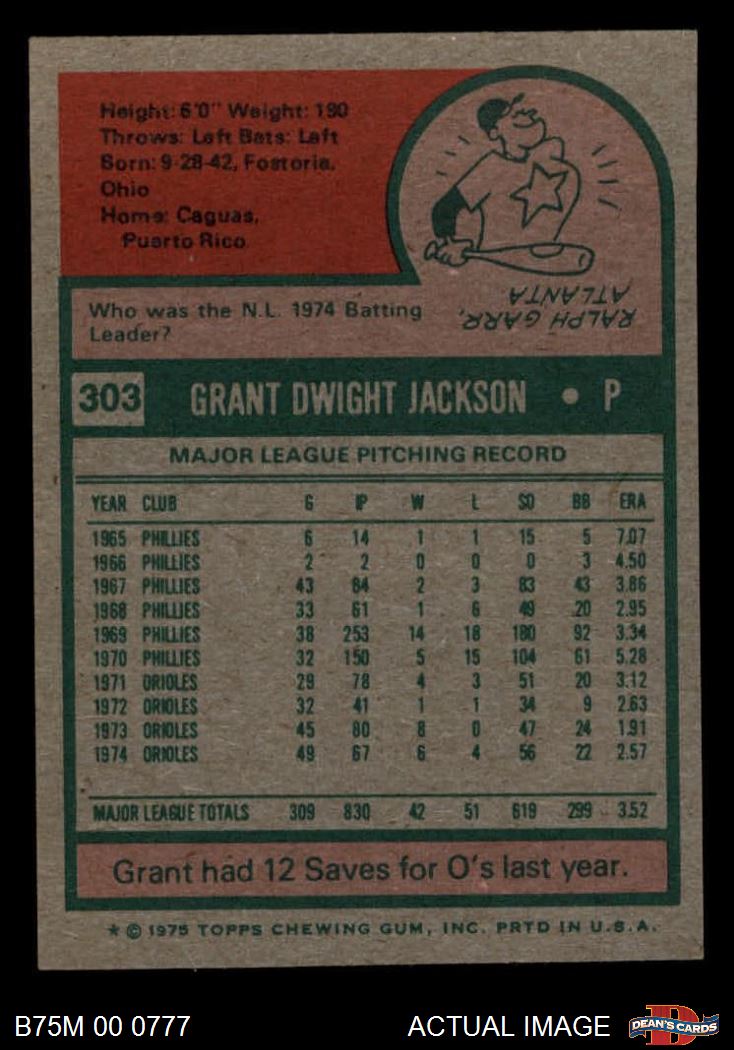 Height: 6'0" Weight: 190
Throws: Left Bats: Left
Born: 9-28-42, Fostoria,
Ohio
Home: Caguas,
Puerto Rico
RALPH GARR,
ATLANTA
Who was the N.L. 1974 Batting
Leader?
303 GRANT DWIGHT JACKSON • P
MAJOR LEAGUE PITCHING RECORD
YEAR CLUB G IP W L SO BB ERA
1965 PHILLIES 6 14 1 1 15 5 7.07
1966 PHILLIES 2 2 0 0 0 3 4.50
1967 PHILLIES 43 84 2 3 83 43 3.86
1968 PHILLIES 33 61 1 6 49 20 2.95
1969 PHILLIES 38 253 14 18 180 92 3.34
1970 PHILLIES 32 150 5 15 104 61 5.28
1971 ORIOLES 29 78 4 3 51 20 3.12
1972 ORIOLES 32 41 1 1 34 9 2.63
1973 ORIOLES 45 80 8 0 47 24 1.91
1974 ORIOLES 49 67 6 4 56 22 2.57
MAJOR LEAGUE TOTALS 309 830 42 51 619 299 3.52
Grant had 12 Saves for O's last year.
* © 1975 TOPPS CHEWING GUM, INC. PRTD IN U.S.A.
B75M 00 0777 ACTUAL IMAGE D DEAN'S CARDS